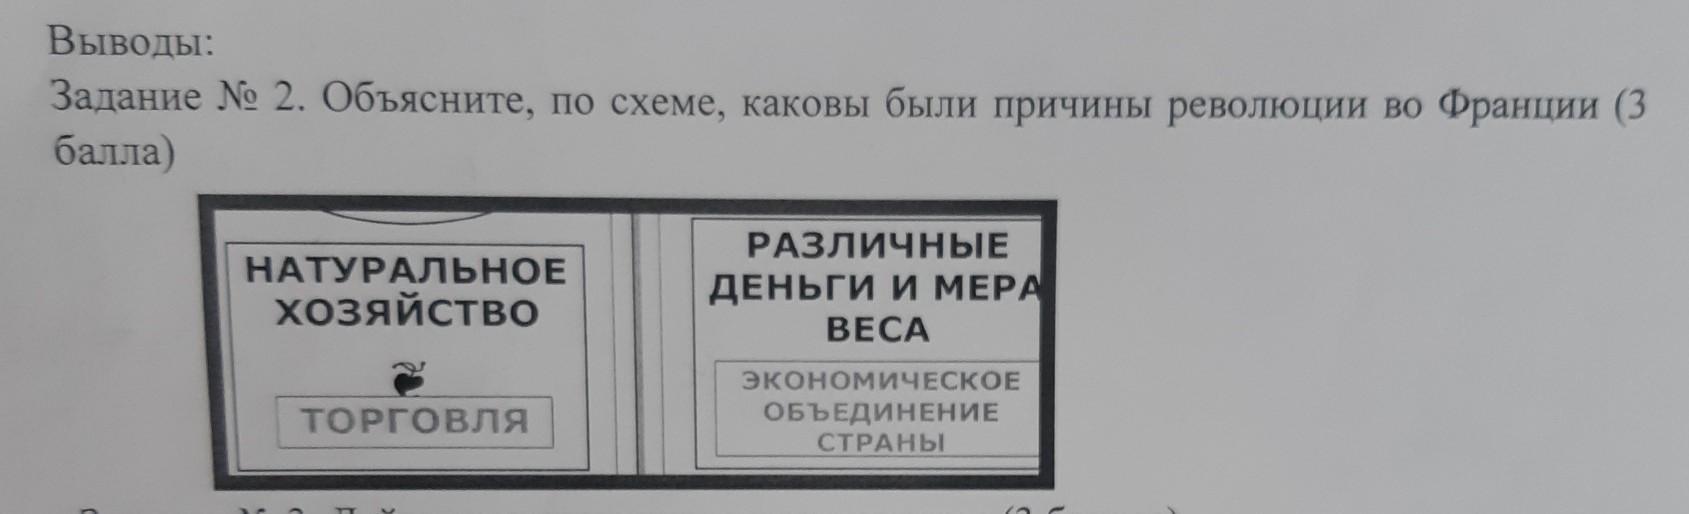 Выводы:
Задание № 2. Объясните, по схеме, каковы были причины революции во Франции (3
балла)
НАТУРАЛЬНОЕ
ХОЗЯЙСТВО
ТОРГОВЛЯ
РАЗЛИЧНЫЕ
ДЕНЬГИ И МЕРА
ВЕСА
ЭКОНОМИЧЕСКОЕ
ОБЪЕДИНЕНИЕ
СТРАНЫ